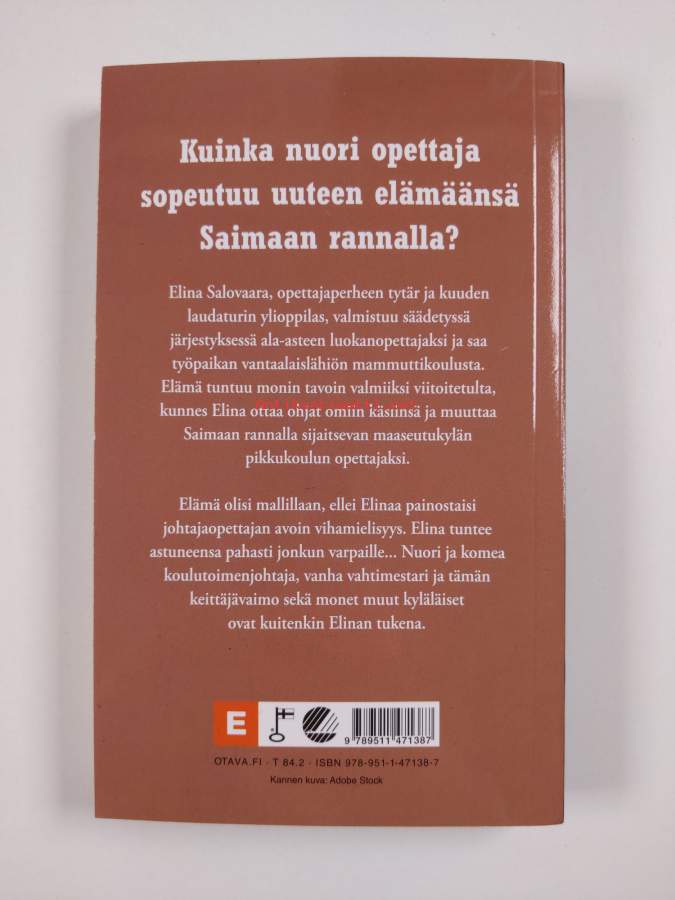 Kuinka nuori opettaja
sopeutuu uuteen elämäänsä
Saimaan rannalla?
Elina Salovaara, opettajaperheen tytär ja kuuden
laudaturin ylioppilas, valmistuu säädetyssä
järjestyksessä ala-asteen luokanopettajaksi ja saa
työpaikan vantaalaislähiön mammuttikoulusta.
Elämä tuntuu monin tavoin valmiiksi viitoitetulta,
kunnes Elina ottaa ohjat omiin käsiinsä ja muuttaa
Saimaan rannalla sijaitsevan maaseutukylän
pikkukoulun opettajaksi.
Elämä olisi mallillaan, ellei Elinaa painostaisi
johtajaopettajan avoin vihamielisyys. Elina tuntee
astuneensa pahasti jonkun varpaille... Nuori ja komea
koulutoimenjohtaja, vanha vahtimestari ja tämän
keittäjävaimo sekä monet muut kyläläiset
ovat kuitenkin Elinan tukena.
E
9 789511 471387
OTAVA.FI · T 84.2 · ISBN 978-951-1-47138-7
Kannen kuva: Adobe Stock